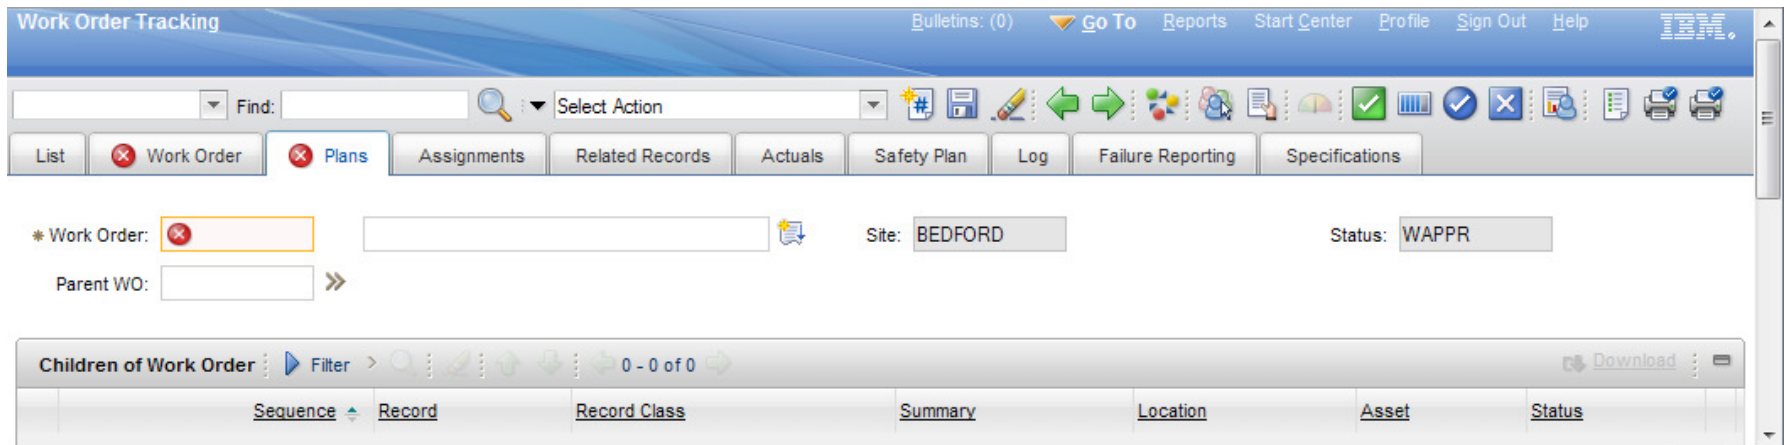 Work Order Tracking Bulletins: (0) Go To Reports Start Center Profile Sign Out Help IBM.
Find: Select Action
List Work Order Plans Assignments Related Records Actuals Safety Plan Log Failure Reporting Specifications
* Work Order: Site: BEDFORD Status: WAPPR
Parent WO:
Children of Work Order Filter 0 - 0 of 0 Download
Sequence Record Record Class Summary Location Asset Status